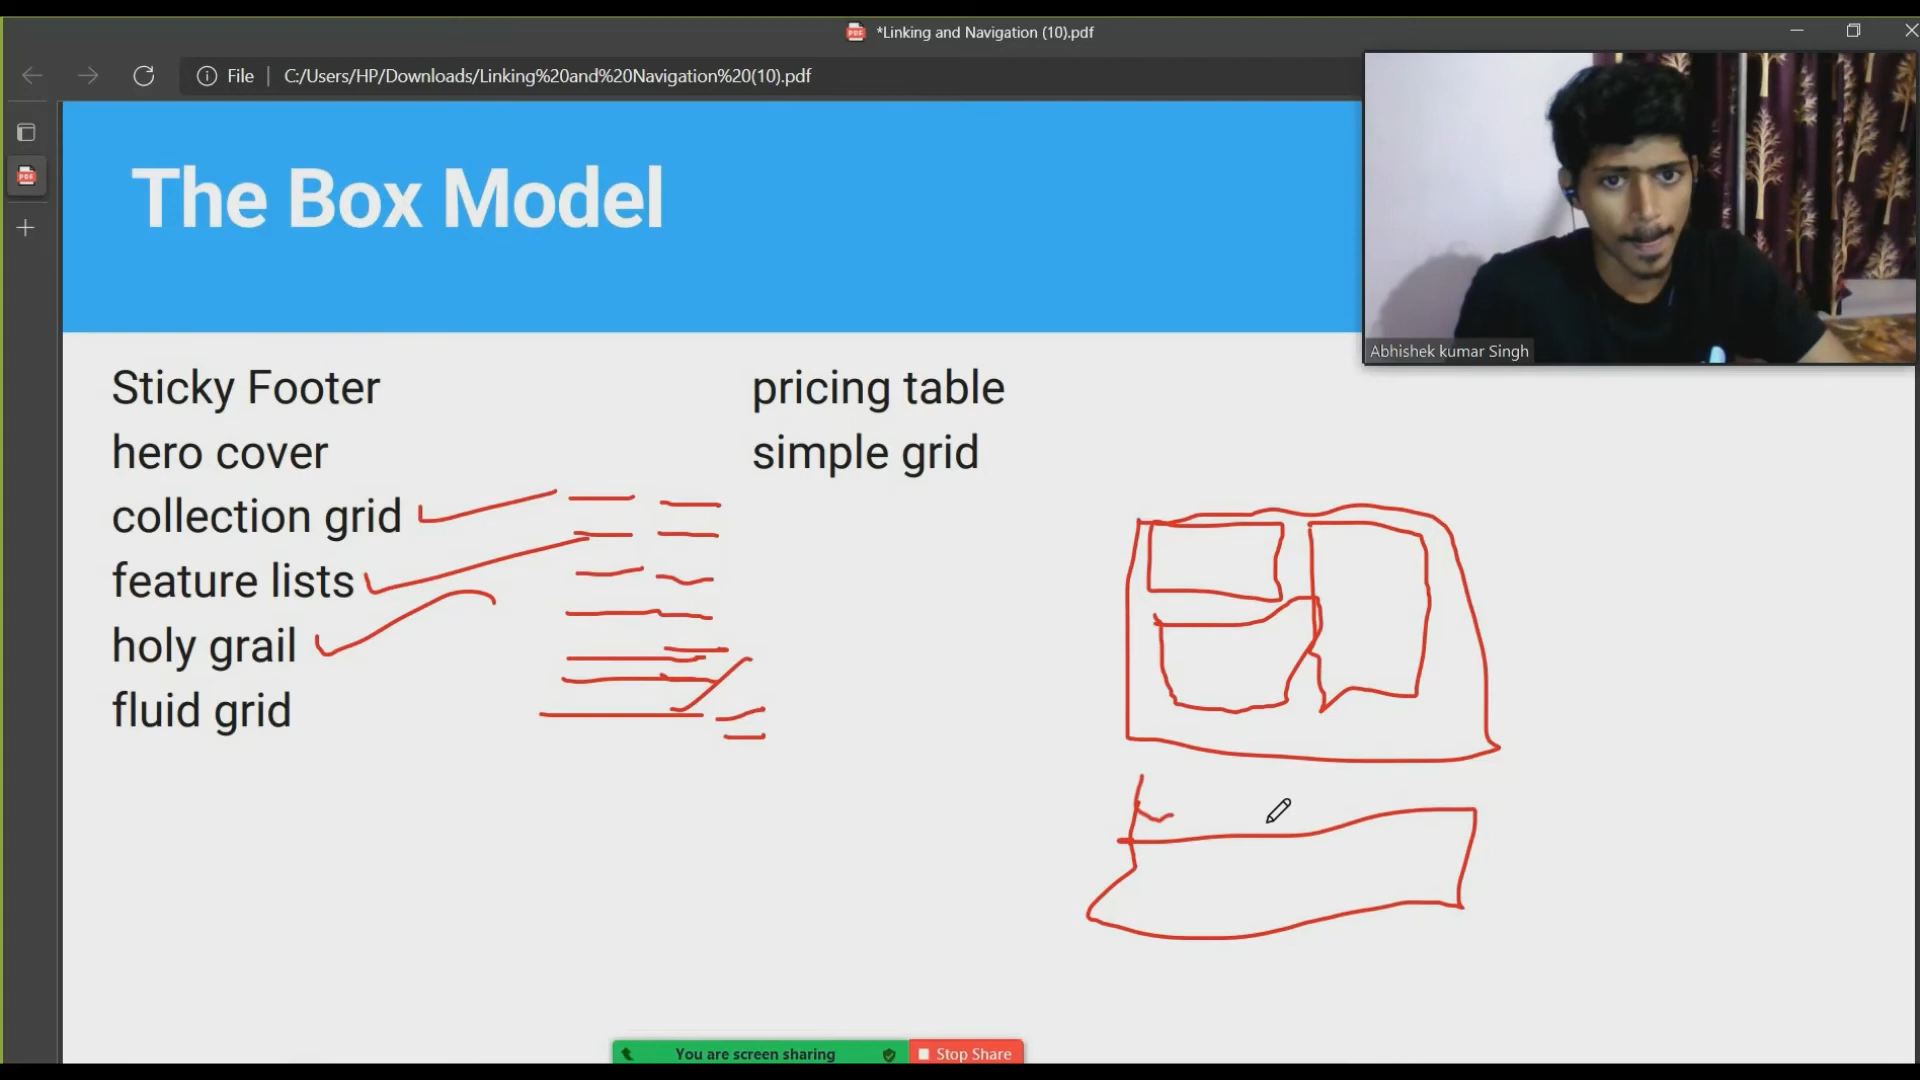 *Linking and Navigation (10).pdf
File
C:/Users/HP/Downloads/Linking%20and%20Navigation%20(10).pdf
The Box Model
Abhishek kumar Singh
Sticky Footer
hero cover
collection grid
feature lists
holy grail
fluid grid
pricing table
simple grid
You are screen sharing
Stop Share